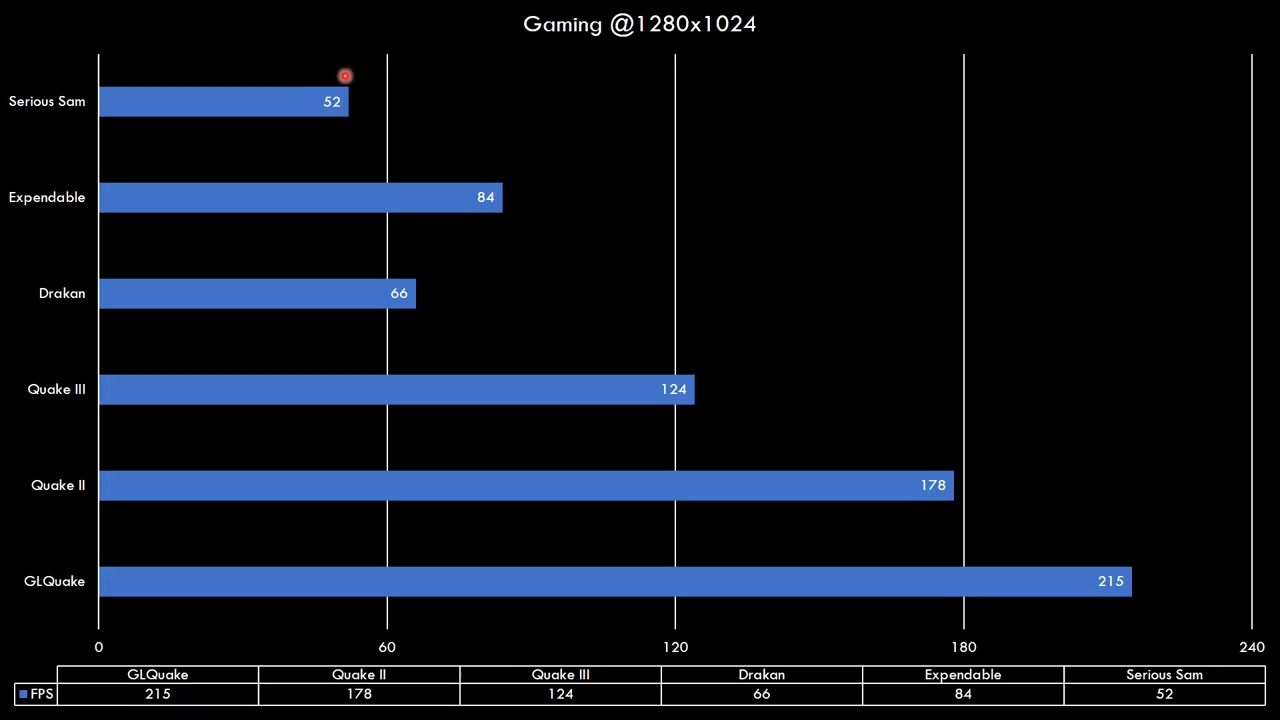 Gaming @1280x1024
Serious Sam 52
Expendable 84
Drakan 66
Quake III 124
Quake II 178
GLQuake 215
0 60 120 180 240
GLQuake Quake II Quake III Drakan Expendable Serious Sam
FPS 215 178 124 66 84 52